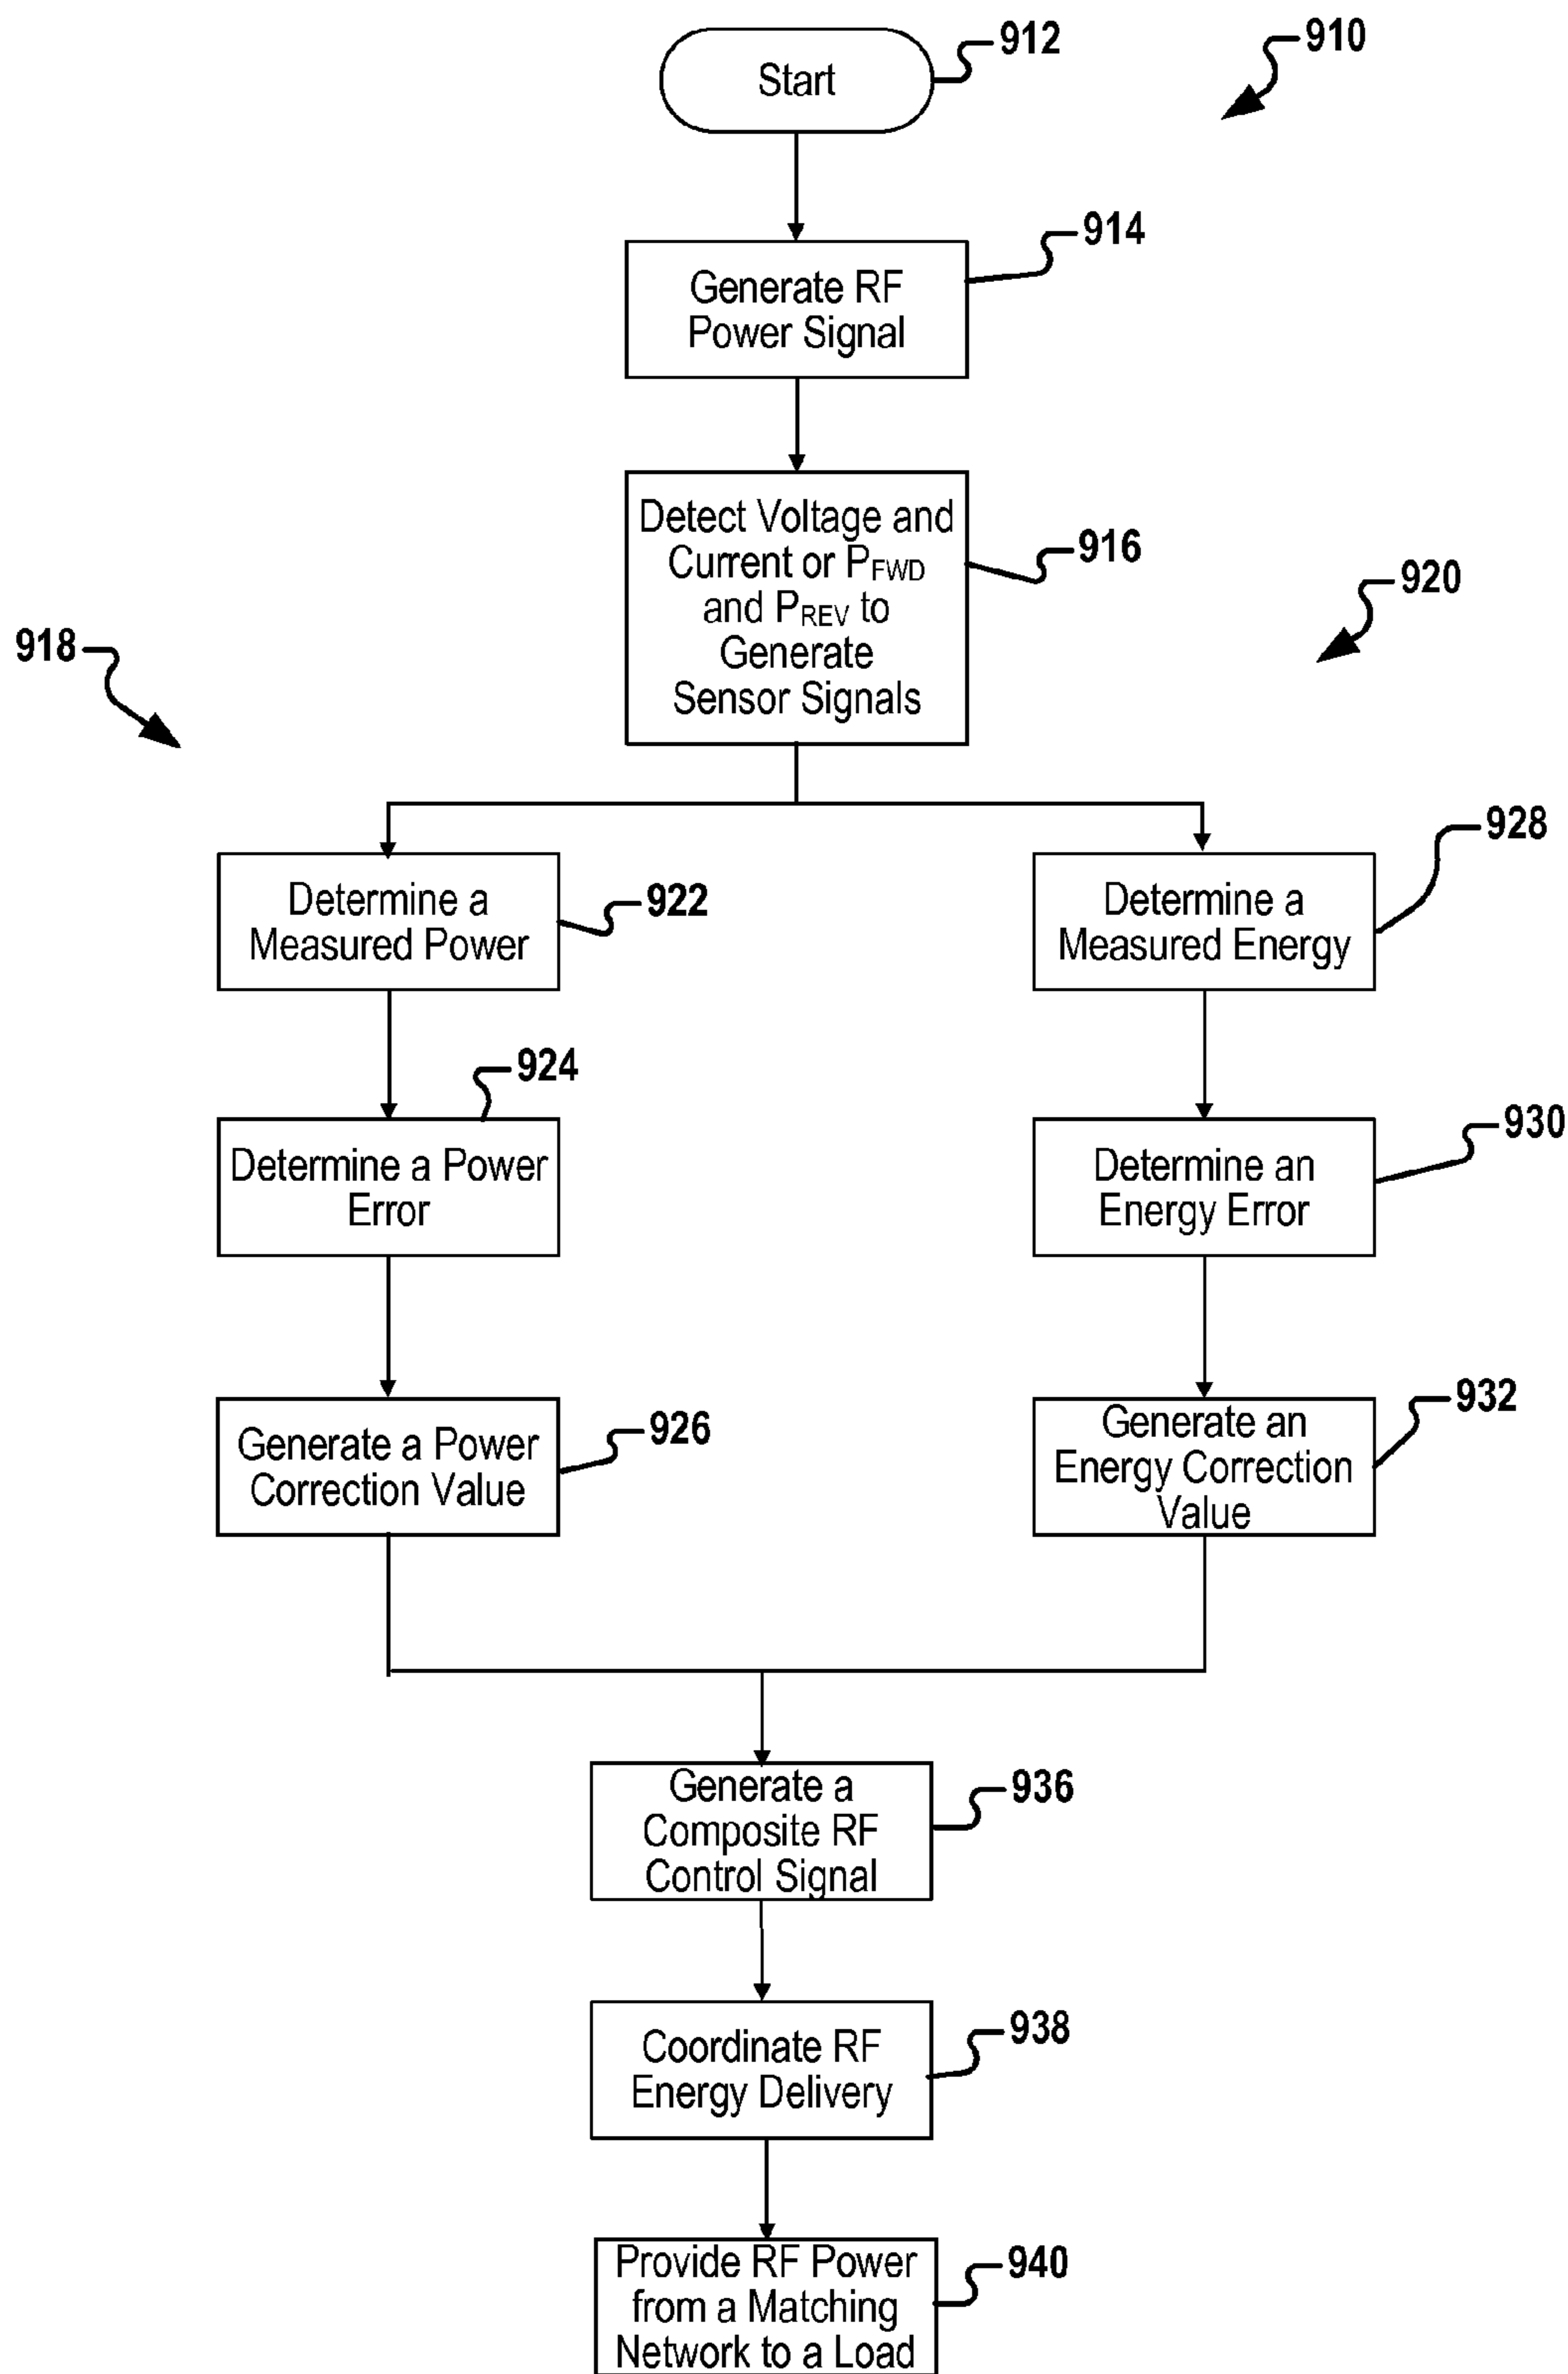 912
910
Start
914
Generate RF
Power Signal
Detect Voltage and
Current or PFWD
and PREV to
Generate
Sensor Signals
916
920
918
928
Determine a
Measured Power
922
Determine a
Measured Energy
924
930
Determine a Power
Error
Determine an
Energy Error
932
Generate a Power
Correction Value
926
Generate an
Energy Correction
Value
Generate a
Composite RF
Control Signal
936
Coordinate RF
Energy Delivery
938
Provide RF Power
from a Matching
Network to a Load
940